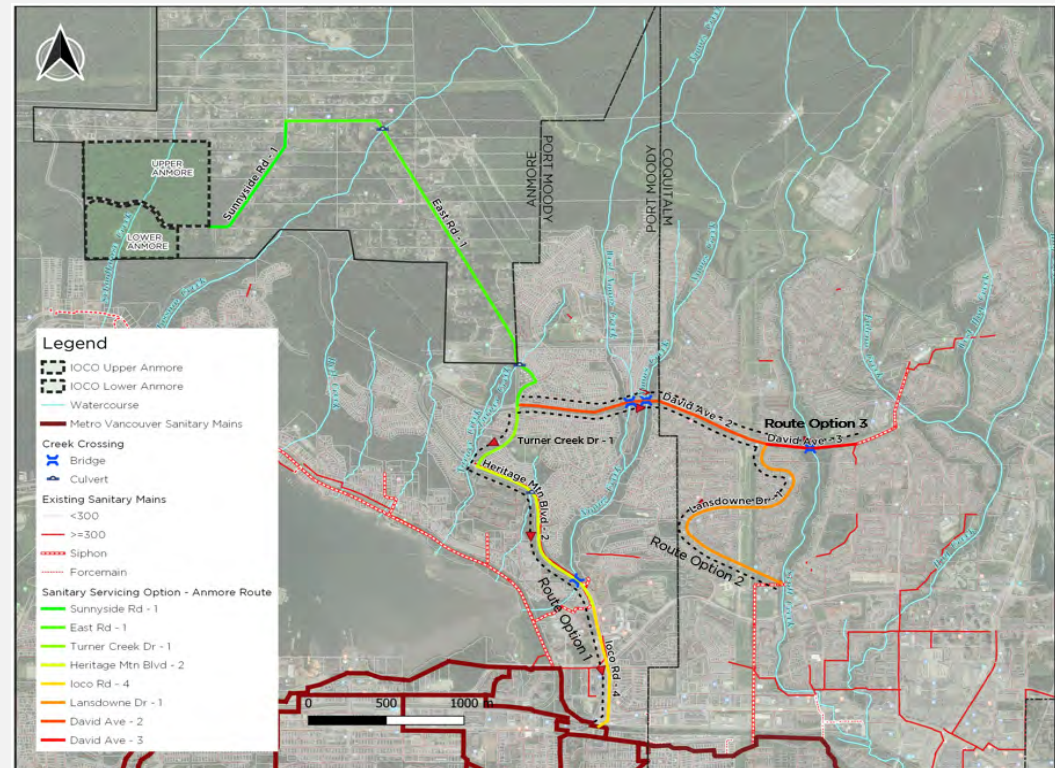 UPPER
ANMORE
LOWER
ANMORE
Sunnyside Rd - 1
East Rd - 1
ANMORE
PORT MOODY
PORT MOODY
COQUITALM
David Ave - 2
Route Option 3
David Ave - 3
Turner Creek Dr - 1
Heritage Mtn Blvd - 2
Lansdowne Dr - 1
Route Option 2
Route Option 1
Ioco Rd - 4
0 500 1000 m
Legend
IOCO Upper Anmore
IOCO Lower Anmore
Watercourse
Metro Vancouver Sanitary Mains
Creek Crossing
Bridge
Culvert
Existing Sanitary Mains
<300
>=300
Siphon
Forcemain
Sanitary Servicing Option - Anmore Route
Sunnyside Rd - 1
East Rd - 1
Turner Creek Dr - 1
Heritage Mtn Blvd - 2
Ioco Rd - 4
Lansdowne Dr - 1
David Ave - 2
David Ave - 3